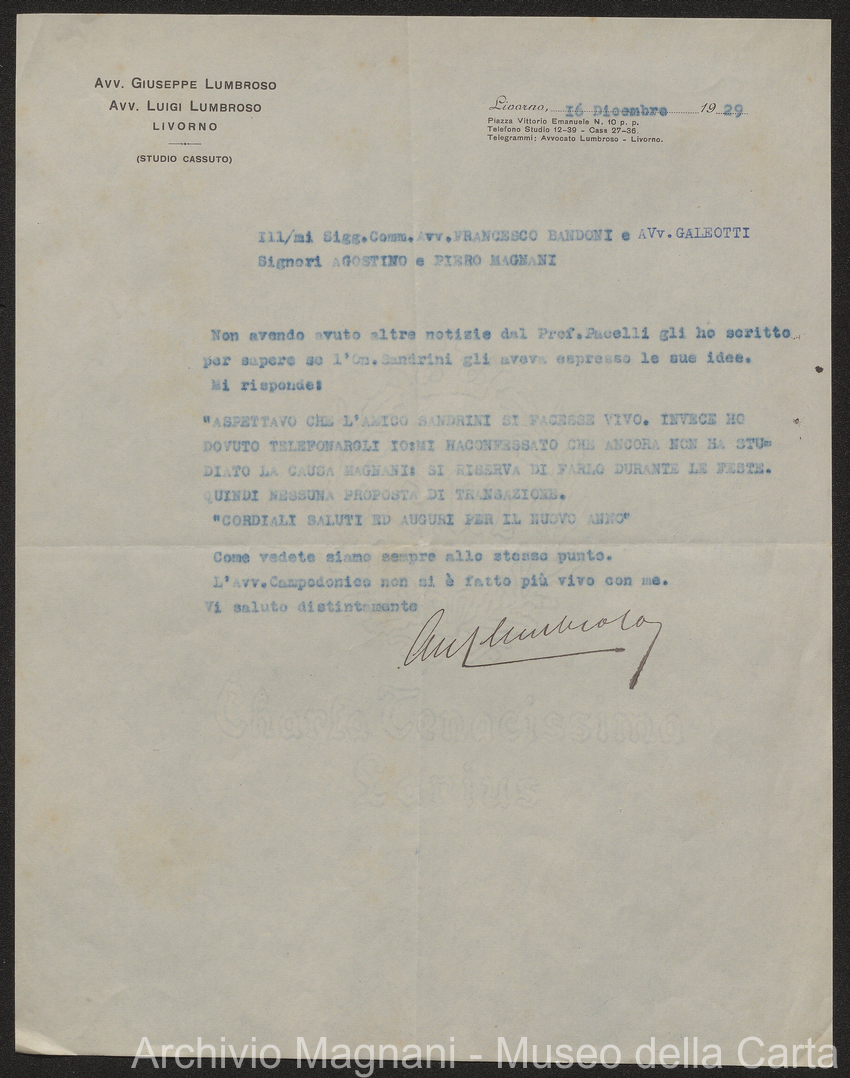 AVV. GIUSEPPE LUMBROSO
AVV. LUIGI LUMBROSO
LIVORNO
(STUDIO CASSUTO)
Livorno, 16 Dicembre 1929
Piazza Vittorio Emanuele N. 10 p. p.
Telefono Studio 12-39 - Casa 27-36.
Telegrammi: Avvocato Lumbroso - Livorno.
Ill/mi Sigg.Comm.Avv.FRANCESCO BANDONI e AVv.GALEOTTI
Signori AGOSTINO e PIERO MAGNANI
Non avendo avuto altre notizie dal Prof.Pacelli gli ho scritto
per sapere se l'On.Sandrini gli aveva espresso le sue idee.
Mi risponde:
"ASPETTAVO CHE L'AMICO SANDRINI SI FACESSE VIVO. INVECE HO
DOVUTO TELEFONARGLI IO:MI HACONFESSATO CHE ANCORA NON HA STU=
DIATO LA CAUSA MAGNANI: SI RISERVA DI FARLO DURANTE LE FESTE.
QUINDI NESSUNA PROPOSTA DI TRANSAZIONE.
"CORDIALI SALUTI ED AUGURI PER IL NUOVO ANNO"
Come vedete siamo sempre allo stesso punto.
L'Avv.Campodonico non si è fatto più vivo con me.
Vi saluto distintamente
Lumbroso
Charta Tenacissima
Larius
Archivio Magnani - Museo della Carta